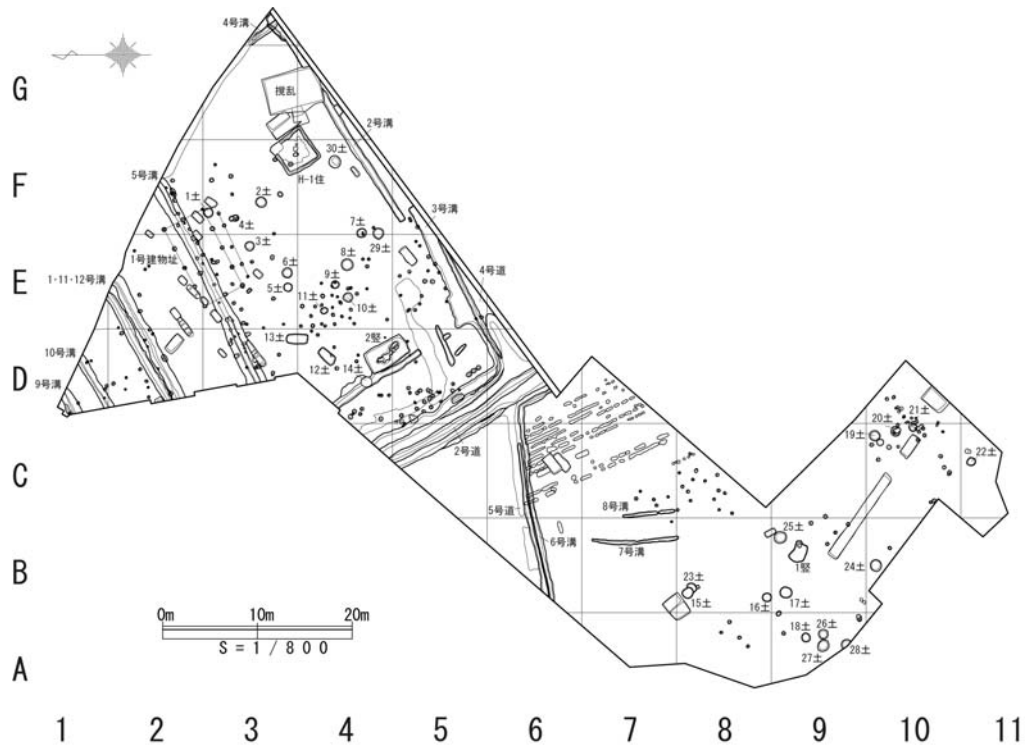 4号溝
G
撹乱
2号溝
30土
H-1住
F
5号溝
1土
2土
3号溝
4土
7土
29土
3土
1号建物址
8土
4号道
6土
9土
E
5土
1・11・12号溝
11土
10土
13土
2竪
10号溝
12土
14土
D
9号溝
21土
20土
19土
2号道
22土
C
5号道
8号溝
6号溝
25土
7号溝
1竪
B
24土
23土
0m 10m 20m
15土
16土
17土
S=1/800
18土
26土
A
27土
28土
1 2 3 4 5 6 7 8 9 10 11